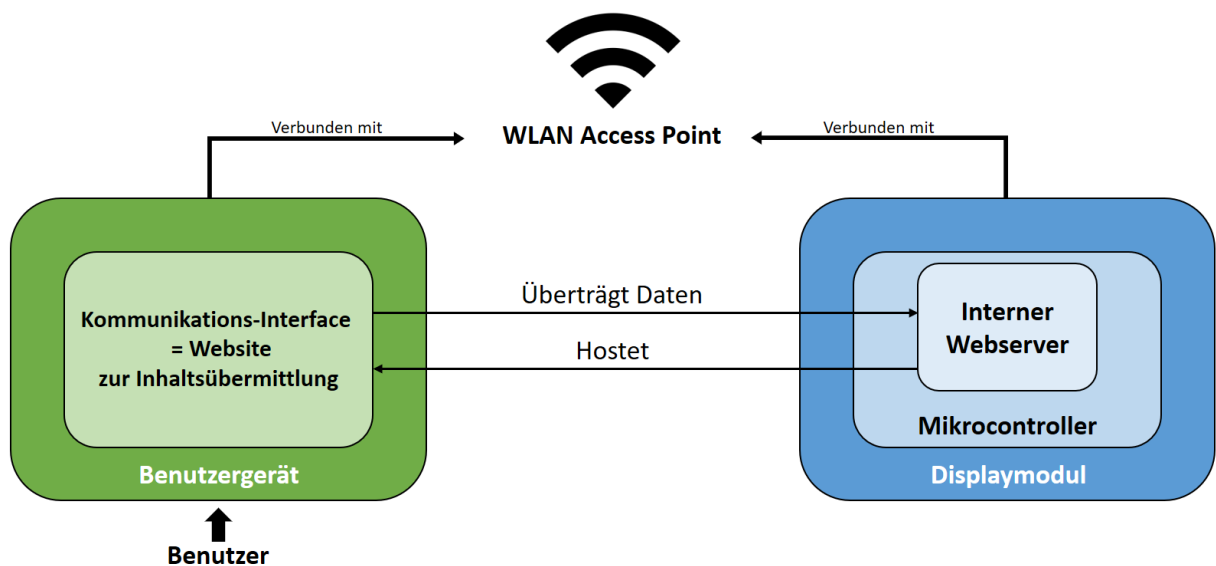 Verbunden mit
WLAN Access Point
Verbunden mit
Kommunikations-Interface
= Website
zur Inhaltsübermittlung
Benutzergerät
Benutzer
Überträgt Daten
Hostet
Interner
Webserver
Mikrocontroller
Displaymodul